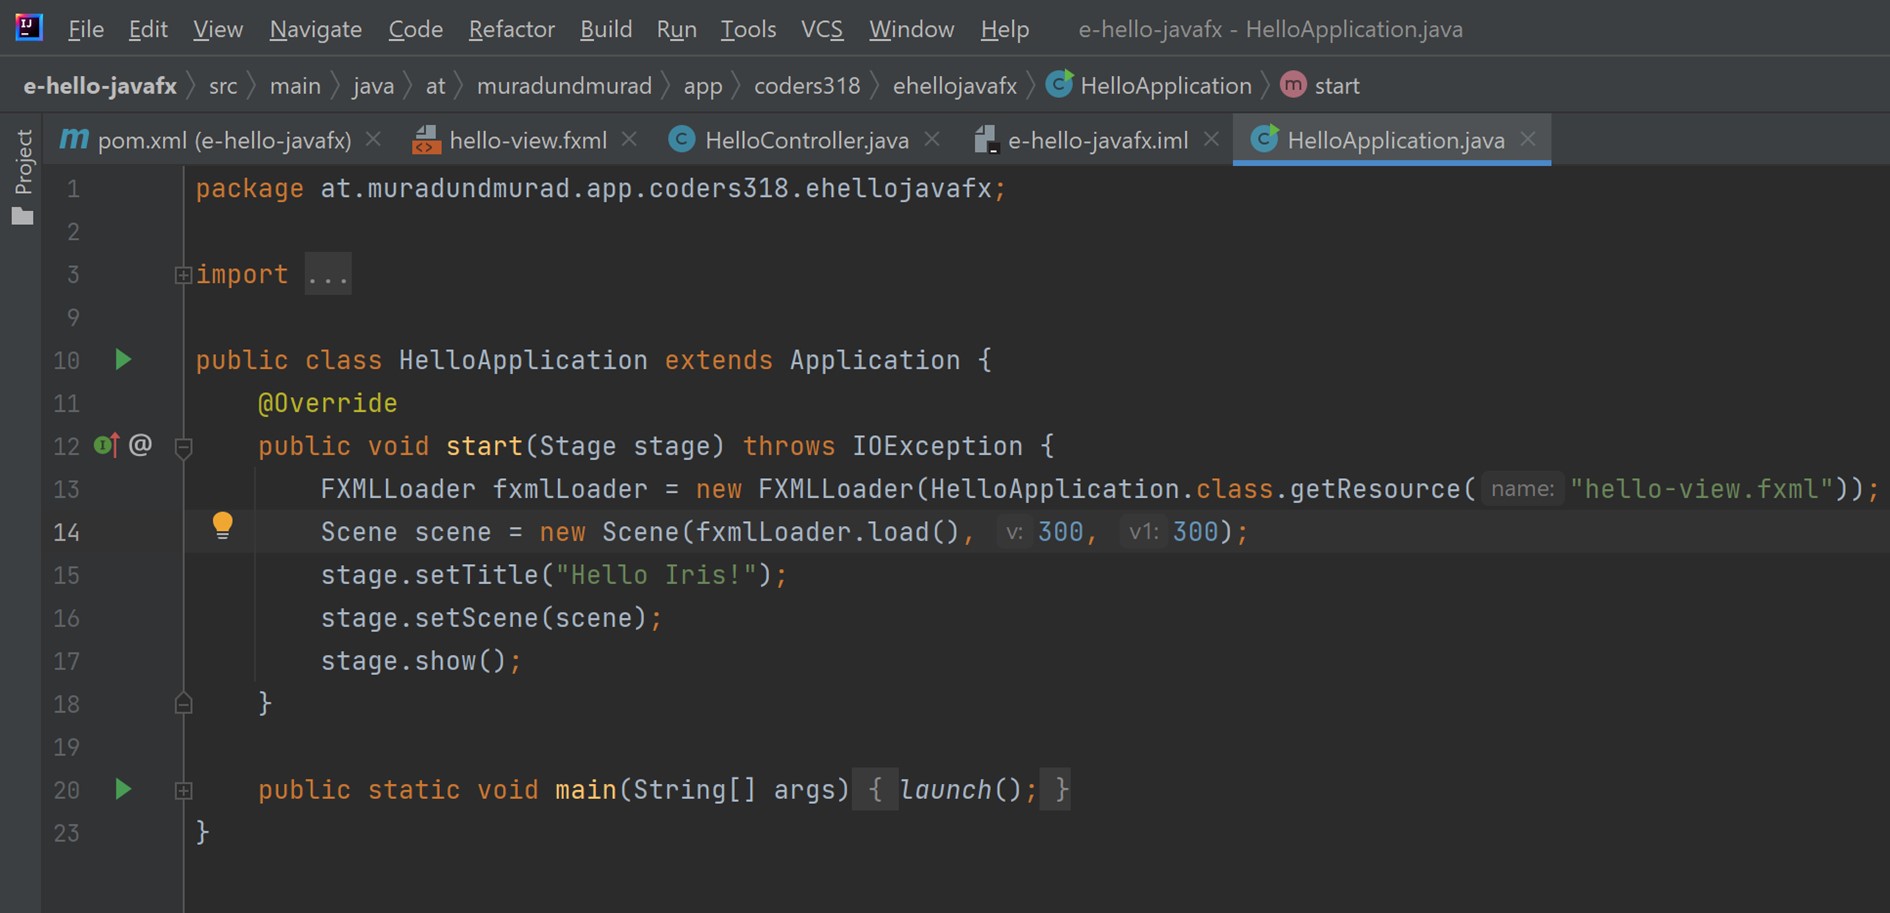 File Edit View Navigate Code Refactor Build Run Tools VCS Window Help e-hello-javafx - HelloApplication.java
e-hello-javafx src main java at muradundmurad app coders318 ehellojavafx HelloApplication start
pom.xml (e-hello-javafx) hello-view.fxml HelloController.java e-hello-javafx.iml HelloApplication.java
Project
1 package at.muradundmurad.app.coders318.ehellojavafx;
2
3 import ...
9
10 public class HelloApplication extends Application {
11 @Override
12 public void start(Stage stage) throws IOException {
13 FXMLLoader fxmlLoader = new FXMLLoader(HelloApplication.class.getResource( name: "hello-view.fxml"));
14 Scene scene = new Scene(fxmlLoader.load(), v: 300, v1: 300);
15 stage.setTitle("Hello Iris!");
16 stage.setScene(scene);
17 stage.show();
18 }
19
20 public static void main(String[] args) { launch(); }
23 }